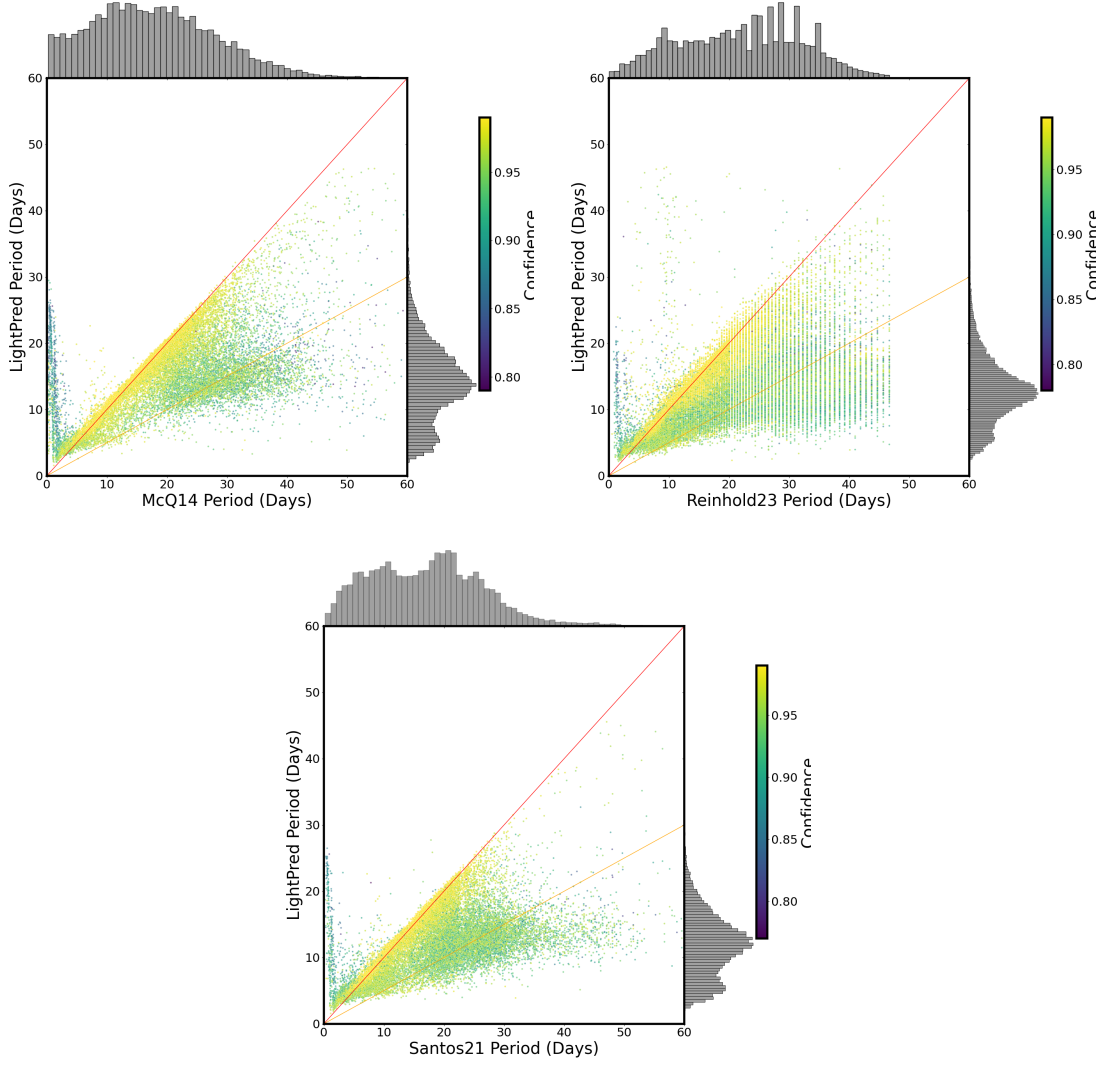 60
50
40
30
20
10
0
LightPred Period (Days)
0 10 20 30 40 50 60
McQ14 Period (Days)
0.95
0.90
0.85
0.80
Confidence
60
50
40
30
20
10
0
LightPred Period (Days)
0 10 20 30 40 50 60
Reinhold23 Period (Days)
0.95
0.90
0.85
0.80
Confidence
60
50
40
30
20
10
0
LightPred Period (Days)
0 10 20 30 40 50 60
Santos21 Period (Days)
0.95
0.90
0.85
0.80
Confidence